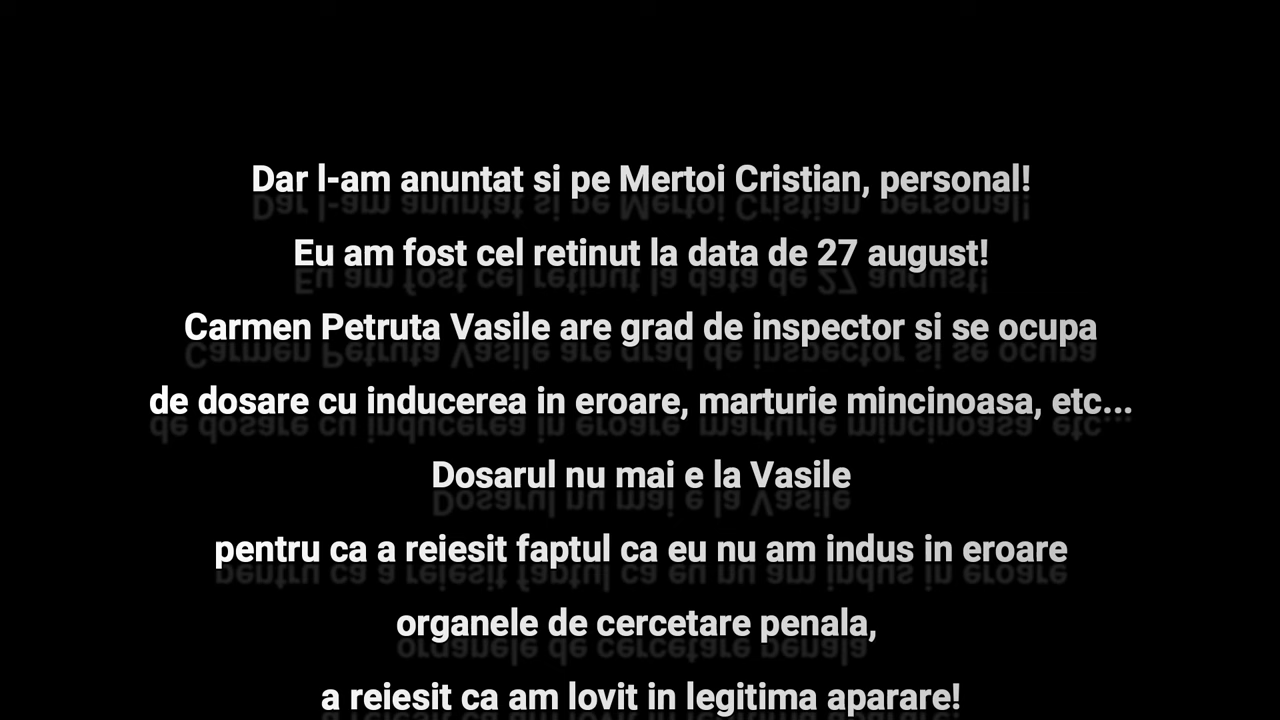 Dar l-am anuntat si pe Mertoi Cristian, personal!
Eu am fost cel retinut la data de 27 august!
Carmen Petruta Vasile are grad de inspector si se ocupa
de dosare cu inducerea in eroare, marturie mincinoasa, etc...
Dosarul nu mai e la Vasile
pentru ca a reiesit faptul ca eu nu am indus in eroare
organele de cercetare penala,
a reiesit ca am lovit in legitima aparare!